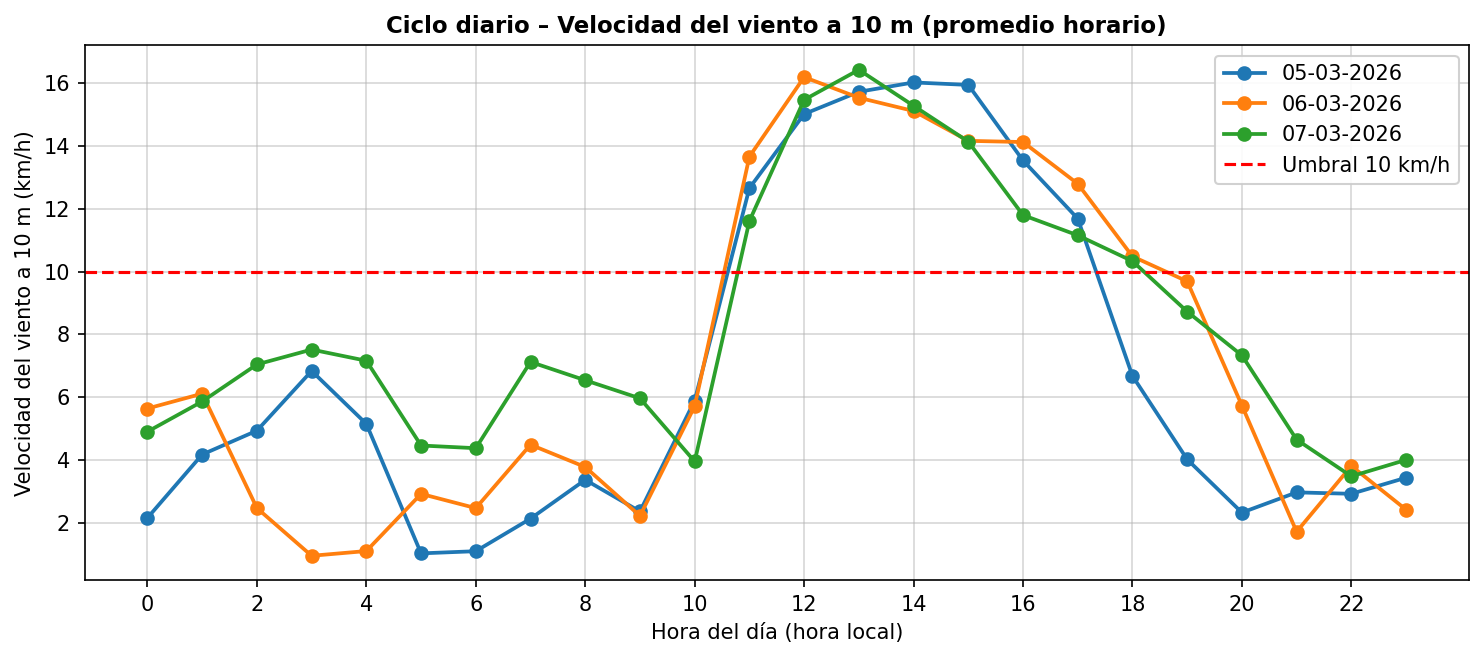 Ciclo diario – Velocidad del viento a 10 m (promedio horario)
Velocidad del viento a 10 m (km/h)
16
14
12
10
8
6
4
2
05-03-2026
06-03-2026
07-03-2026
Umbral 10 km/h
0 2 4 6 8 10 12 14 16 18 20 22
Hora del día (hora local)